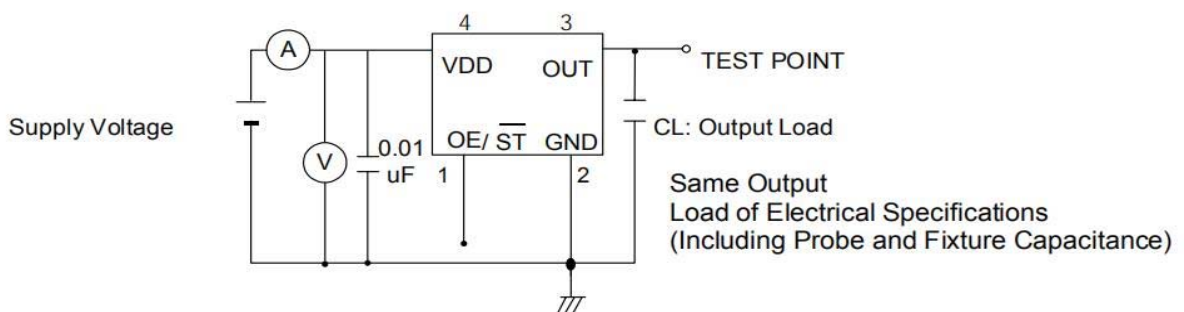 4 3
A
VDD OUT
TEST POINT
Supply Voltage
CL: Output Load
OE/ ST GND
0.01
uF
V
1 2
Same Output
Load of Electrical Specifications
(Including Probe and Fixture Capacitance)